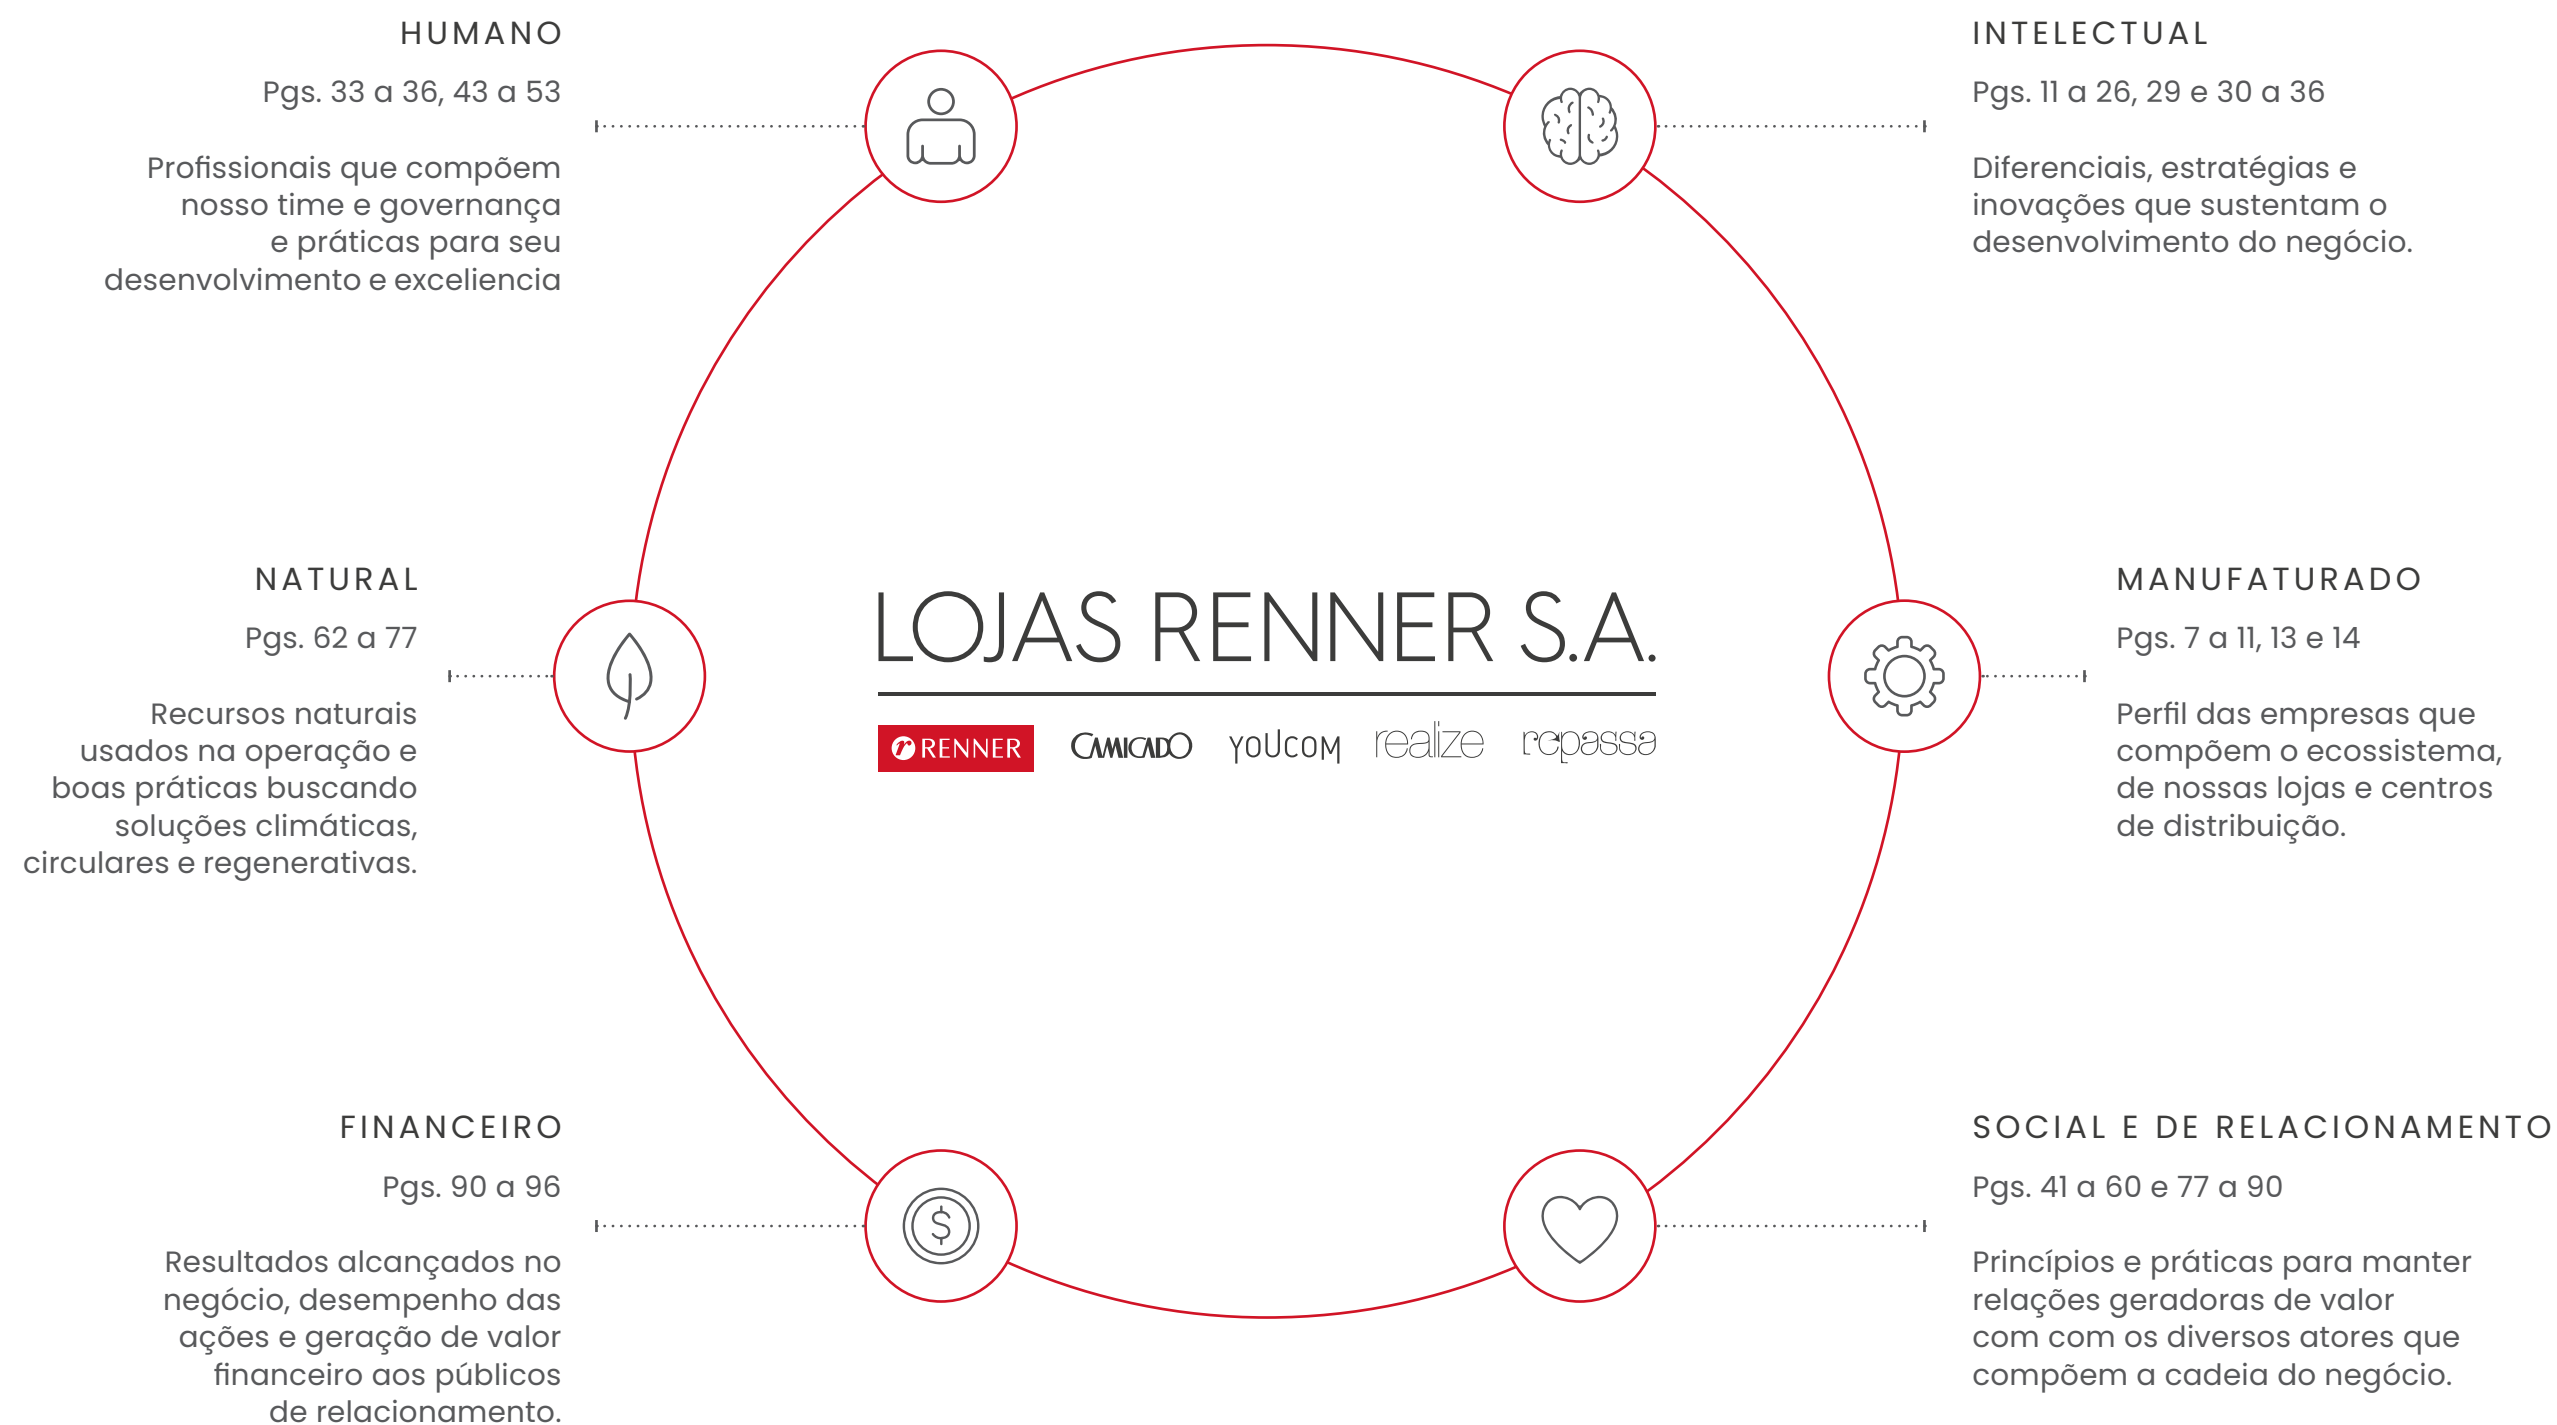 HUMANO
Pgs. 33 a 36, 43 a 53
Profissionais que compõem
nosso time e governança
e práticas para seu
desenvolvimento e exceliencia
INTELECTUAL
Pgs. 11 a 26, 29 e 30 a 36
Diferenciais, estratégias e
inovações que sustentam o
desenvolvimento do negócio.
NATURAL
Pgs. 62 a 77
Recursos naturais
usados na operação e
boas práticas buscando
soluções climáticas,
circulares e regenerativas.
LOJAS RENNER S.A.
r RENNER CAMICADO YOUCOM realize repassa
MANUFATURADO
Pgs. 7 a 11, 13 e 14
Perfil das empresas que
compõem o ecossistema,
de nossas lojas e centros
de distribuição.
FINANCEIRO
Pgs. 90 a 96
Resultados alcançados no
negócio, desempenho das
ações e geração de valor
financeiro aos públicos
de relacionamento.
$
SOCIAL E DE RELACIONAMENTO
Pgs. 41 a 60 e 77 a 90
Princípios e práticas para manter
relações geradoras de valor
com com os diversos atores que
compõem a cadeia do negócio.